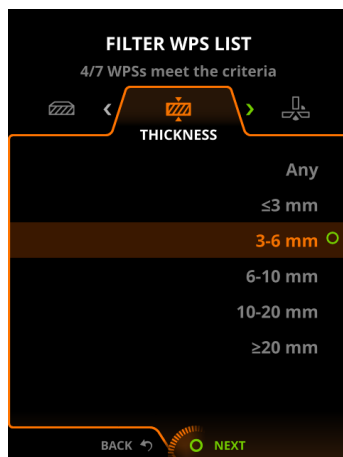 FILTER WPS LIST
4/7 WPSs meet the criteria
THICKNESS
Any
≤3 mm
3-6 mm
6-10 mm
10-20 mm
≥20 mm
BACK NEXT